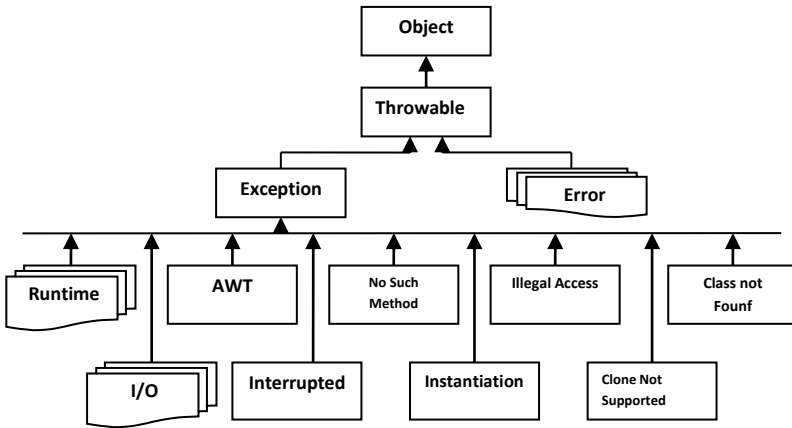 Object
Throwable
Exception
Error
Runtime
AWT
No Such
Method
Illegal Access
Class not
Founf
I/O
Interrupted
Instantiation
Clone Not
Supported